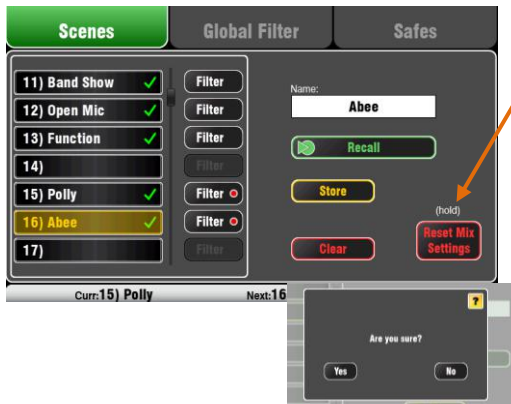 Scenes Global Filter Safes
11) Band Show Filter
12) Open Mic Filter
13) Function Filter
14) Filter
15) Polly Filter
16) Abee Filter
17) Filter
Name:
Abee
Recall
Store
Clear
(hold)
Reset Mix
Settings
Curr:15) Polly Next:16
?
Are you sure?
Yes No